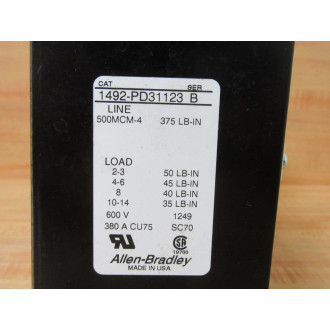 CAT SER
1492-PD31123 B
LINE
500MCM-4 375 LB-IN
LOAD
2-3 50 LB-IN
4-6 45 LB-IN
8 40 LB-IN
10-14 35 LB-IN
600 V 1249
380 A CU75 SC70
Allen-Bradley
MADE IN USA